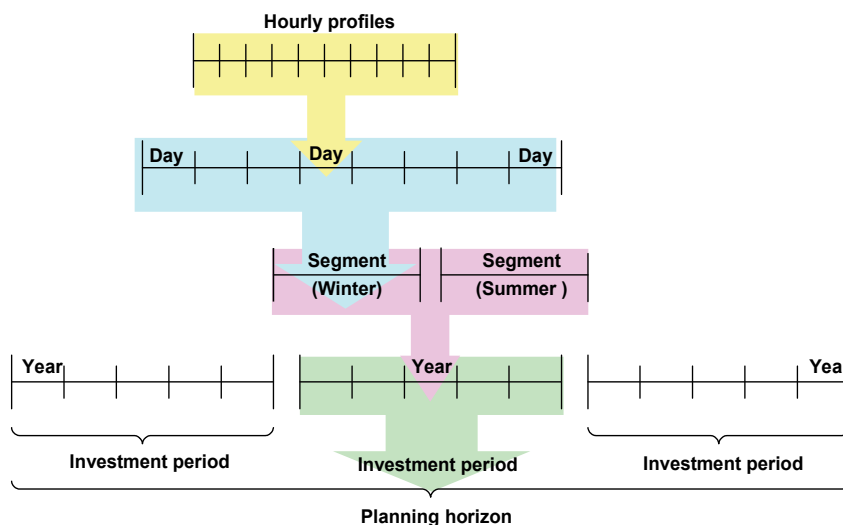 Hourly profiles
Day Day Day
Segment Segment
(Winter) (Summer )
Year Year Year
Investment period Investment period Investment period
Planning horizon